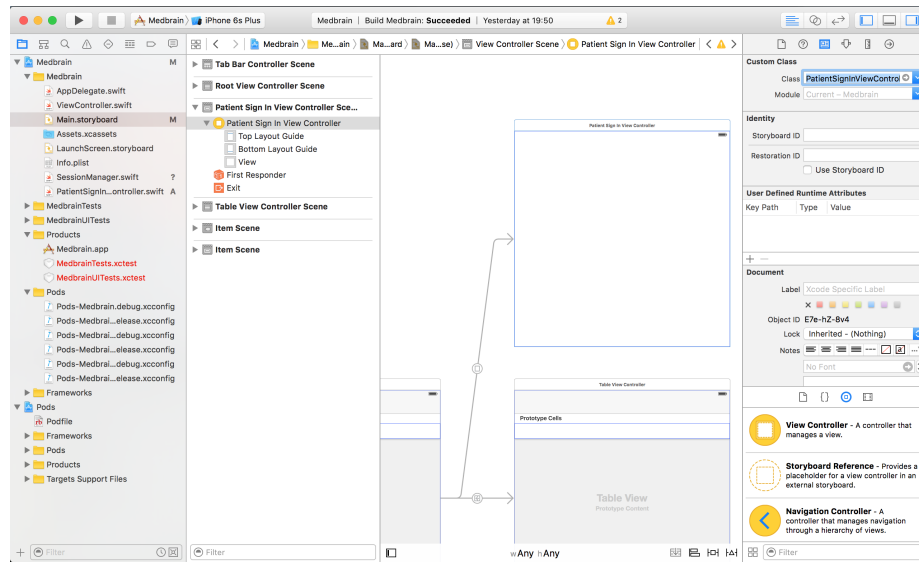 Medbrain
iPhone 6s Plus
Medbrain | Build Medbrain: Succeeded | Yesterday at 19:50
2
Medbrain
Me...ain
Ma...ard
Ma...se)
View Controller Scene
Patient Sign In View Controller
Medbrain M
Medbrain
AppDelegate.swift
ViewController.swift
Main.storyboard M
Assets.xcassets
LaunchScreen.storyboard
Info.plist
SessionManager.swift ?
PatientSignIn...ontroller.swift A
MedbrainTests
MedbrainUITests
Products
Medbrain.app
MedbrainTests.xctest
MedbrainUITests.xctest
Pods
Pods-Medbrain.debug.xcconfig
Pods-Medbrai...elease.xcconfig
Pods-Medbrai...debug.xcconfig
Pods-Medbrai...elease.xcconfig
Pods-Medbrai...debug.xcconfig
Pods-Medbrai...elease.xcconfig
Frameworks
Pods
Podfile
Frameworks
Pods
Products
Targets Support Files
Filter
Tab Bar Controller Scene
Root View Controller Scene
Patient Sign In View Controller Sce...
Patient Sign In View Controller
Top Layout Guide
Bottom Layout Guide
View
First Responder
Exit
Table View Controller Scene
Item Scene
Item Scene
Filter
Patient Sign In View Controller
Table View Controller
Prototype Cells
Table View
Prototype Content
wAny hAny
Custom Class
Class PatientSignInViewContro
Module Current – Medbrain
Identity
Storyboard ID
Restoration ID
Use Storyboard ID
User Defined Runtime Attributes
Key Path Type Value
Document
Label Xcode Specific Label
Object ID E7e-hZ-8v4
Lock Inherited - (Nothing)
Notes
No Font
View Controller - A controller that
manages a view.
Storyboard Reference - Provides a
placeholder for a view controller in an
external storyboard.
Navigation Controller - A
controller that manages navigation
through a hierarchy of views.
Filter